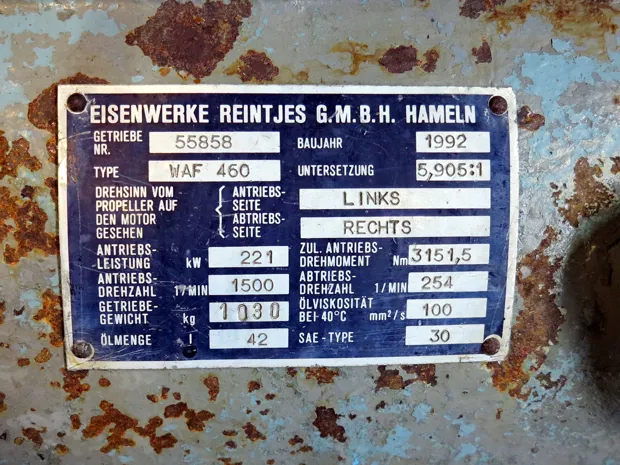 EISENWERKE REINTJES G.M.B.H. HAMELN
GETRIEBE NR. 55858 BAUJAHR 1992
TYPE WAF 460 UNTERSETZUNG 5,905:1
DREHSINN VOM PROPELLER AUF DEN MOTOR GESEHEN
ANTRIEBS-SEITE LINKS
ABTRIEBS-SEITE RECHTS
ANTRIEBS-LEISTUNG kW 221 ZUL. ANTRIEBS-DREHMOMENT Nm 3151,5
ANTRIEBS-DREHZAHL 1/MIN 1500 ABTRIEBS-DREHZAHL 1/MIN 254
GETRIEBE-GEWICHT kg 1030 ÖLVISKOSITÄT BEI 40°C mm²/s 100
ÖLMENGE l 42 SAE-TYPE 30